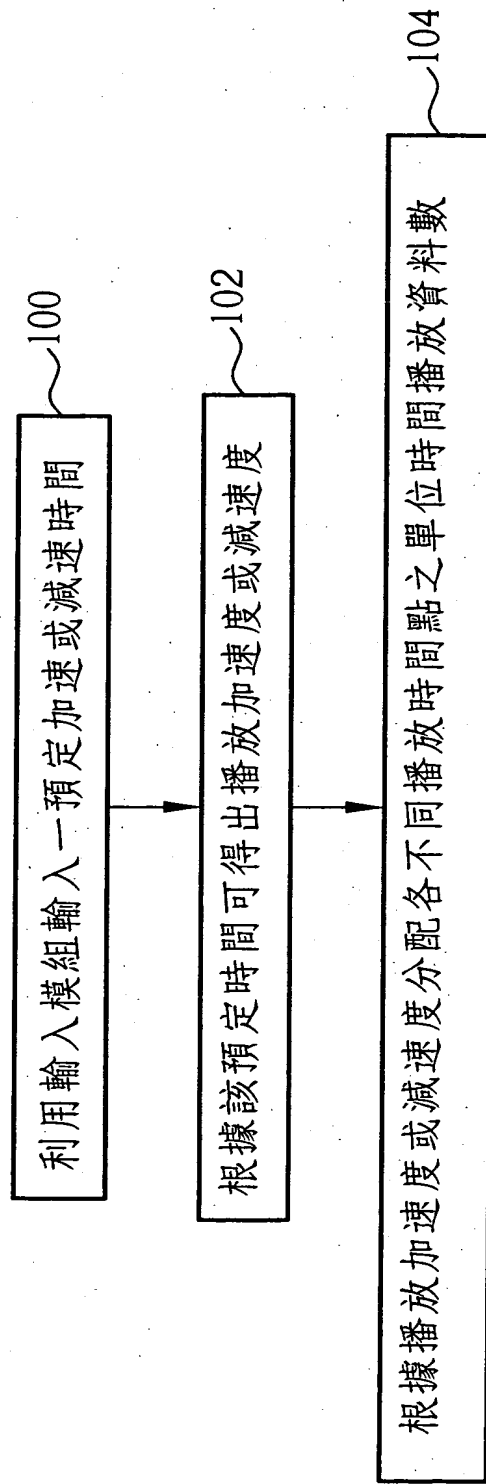 利用輸入模組輸入一預定加速或減速時間
100
根據該預定時間可得出播放加速度或減速度
102
根據播放加速度或減速度分配各不同播放時間點之單位時間播放資料數
104